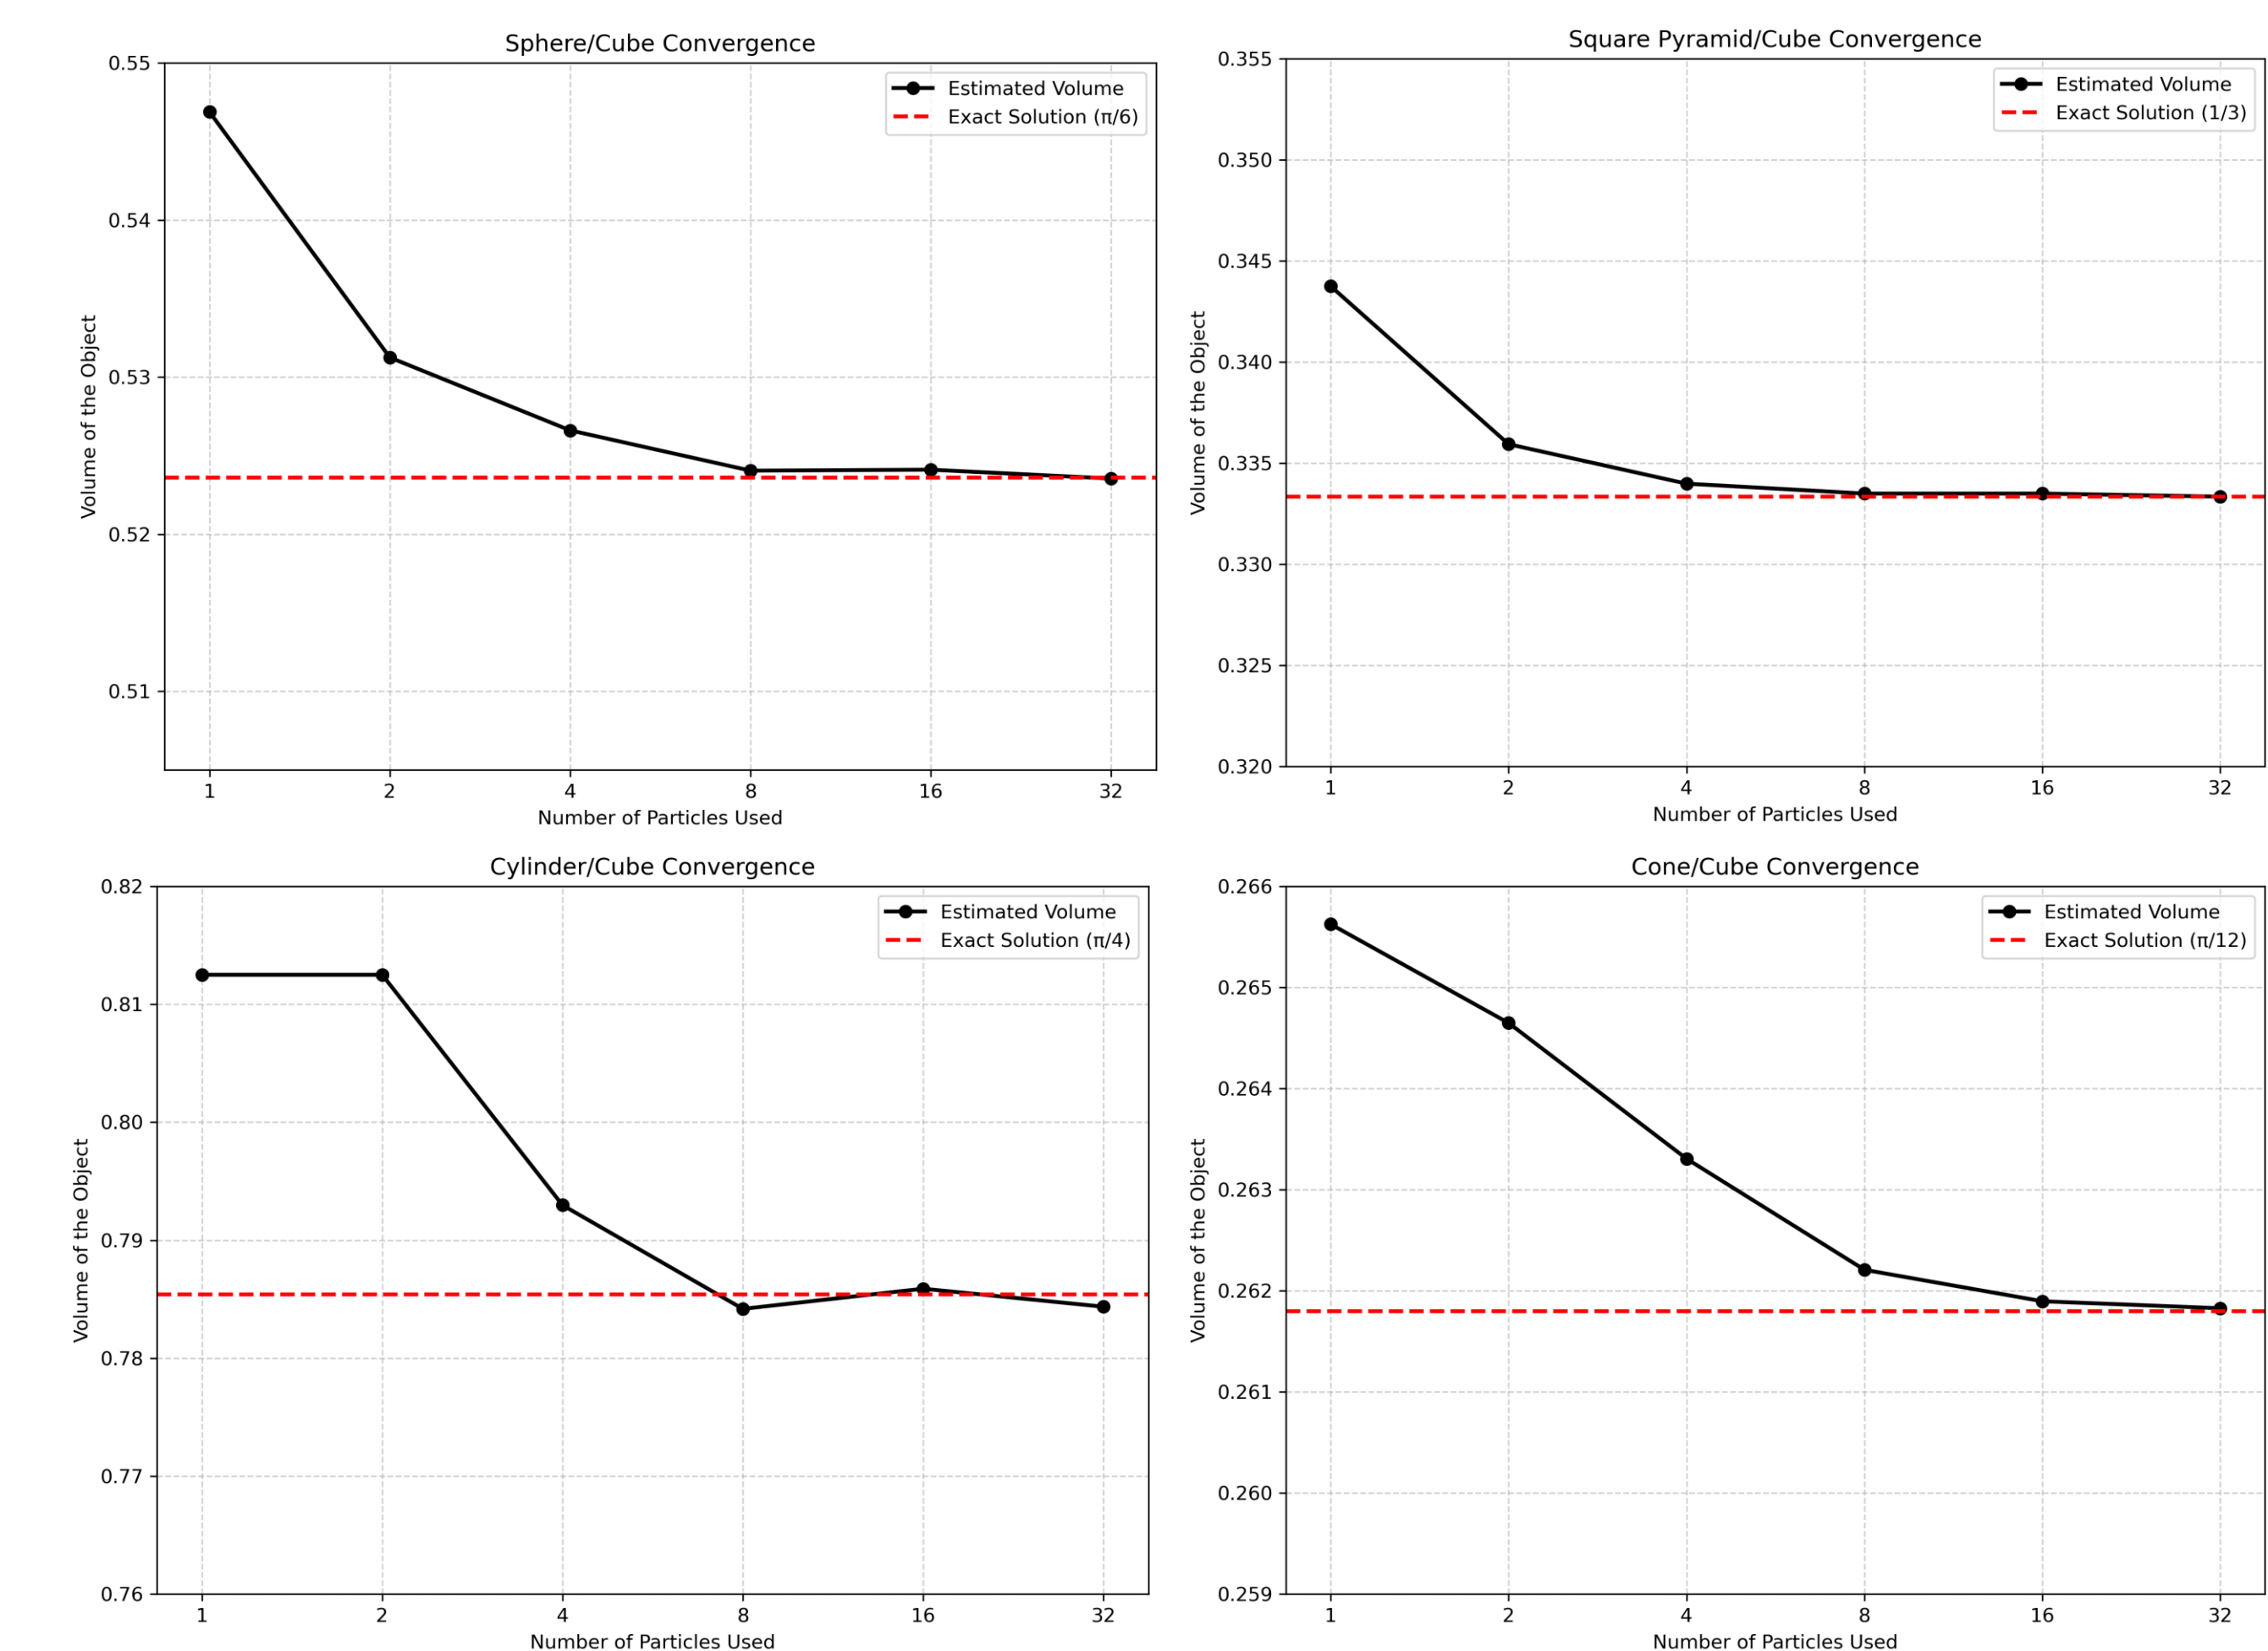 Sphere/Cube Convergence
0.55
0.54
0.53
0.52
0.51
Volume of the Object
Estimated Volume
Exact Solution (π/6)
1 2 4 8 16 32
Number of Particles Used
Square Pyramid/Cube Convergence
0.355
0.350
0.345
0.340
0.335
0.330
0.325
0.320
Volume of the Object
Estimated Volume
Exact Solution (1/3)
1 2 4 8 16 32
Number of Particles Used
Cylinder/Cube Convergence
0.82
0.81
0.80
0.79
0.78
0.77
0.76
Volume of the Object
Estimated Volume
Exact Solution (π/4)
1 2 4 8 16 32
Number of Particles Used
Cone/Cube Convergence
0.266
0.265
0.264
0.263
0.262
0.261
0.260
0.259
Volume of the Object
Estimated Volume
Exact Solution (π/12)
1 2 4 8 16 32
Number of Particles Used